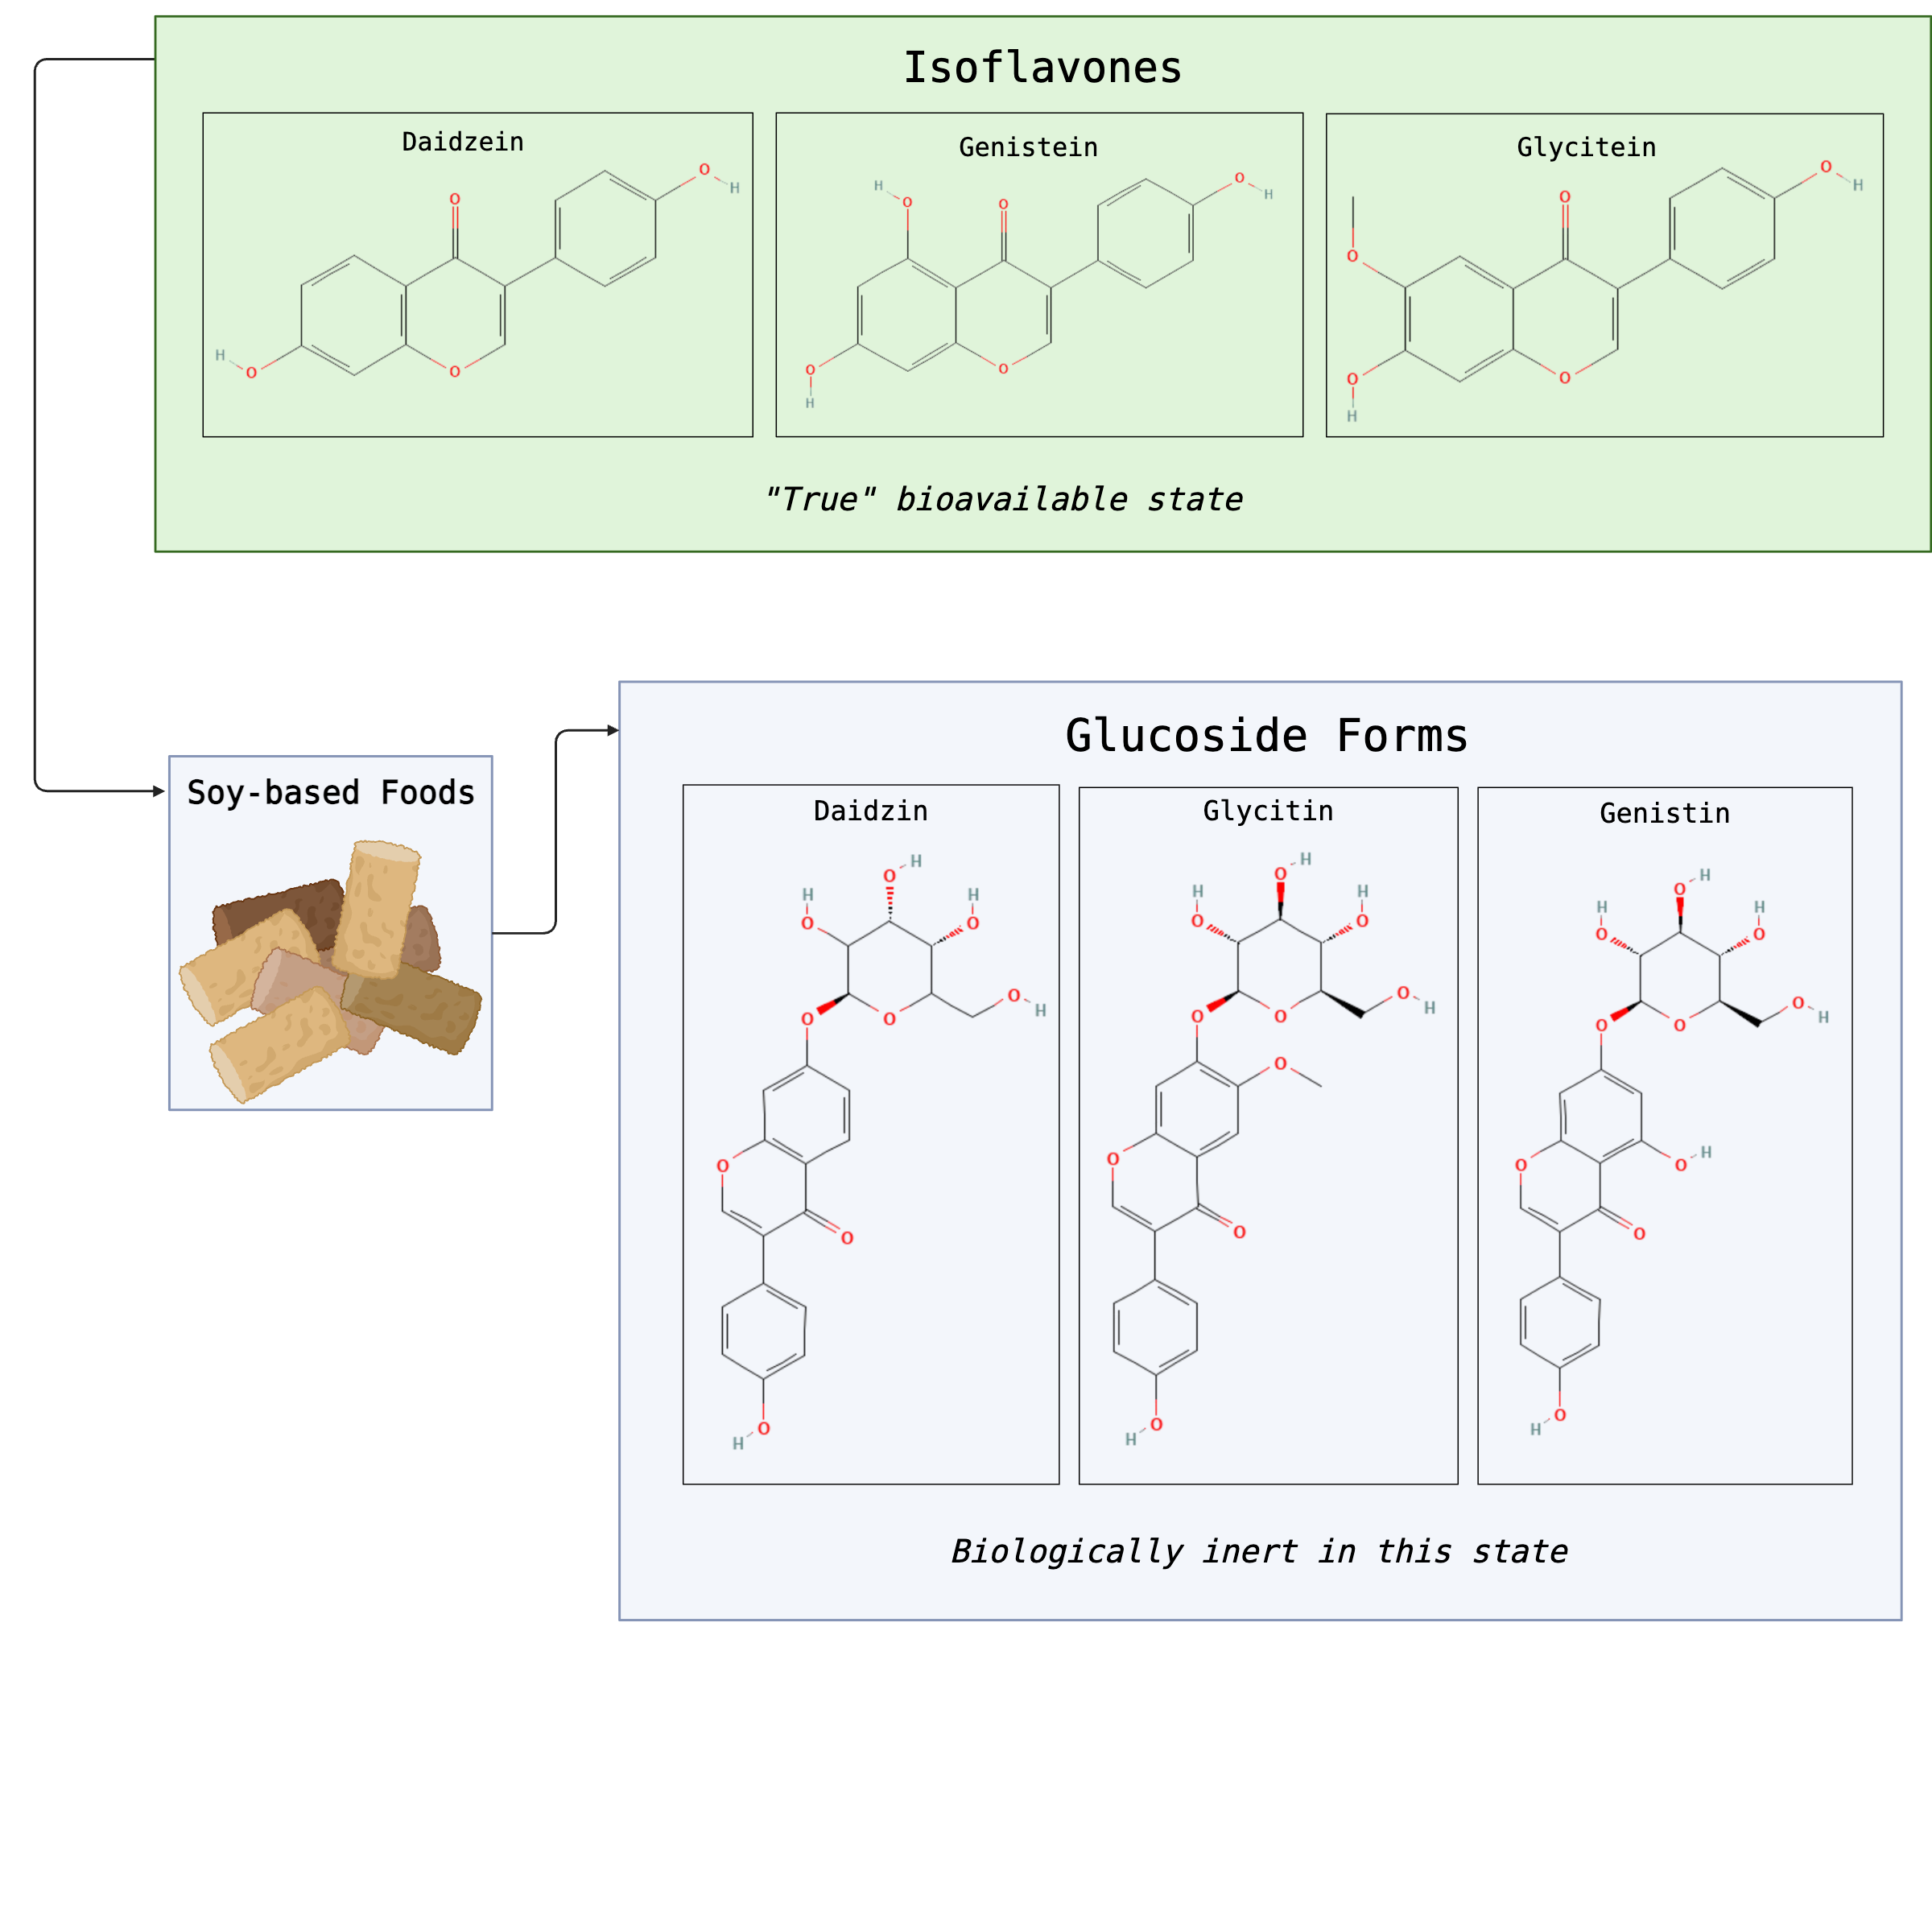 Isoflavones
Daidzein
Genistein
Glycitein
O
O
H
H
O
O
H
O
O
O
H
O
H
O
O
O
H
O
O
O
H
O
H
O
"True" bioavailable state
Soy-based Foods
Glucoside Forms
Daidzin
Glycitin
Genistin
O
H
H
O
H
O
O
H
O
O
O
O
O
H
O
H
H
O
H
O
O
H
O
O
O
O
O
O
H
O
H
H
O
H
O
O
H
O
O
O
H
O
O
O
H
Biologically inert in this state